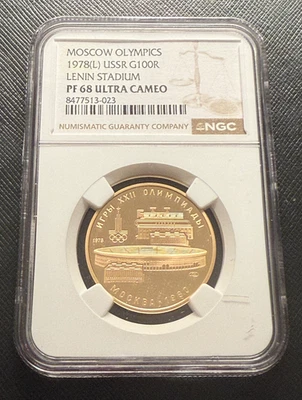 MOSCOW OLYMPICS
1978(L) USSR G100R
LENIN STADIUM
PF 68 ULTRA CAMEO
8477513-023
NUMISMATIC GUARANTY COMPANY
NGC
ИГРЫ XXII ОЛИМПИАДЫ
1978
МОСКВА·1980